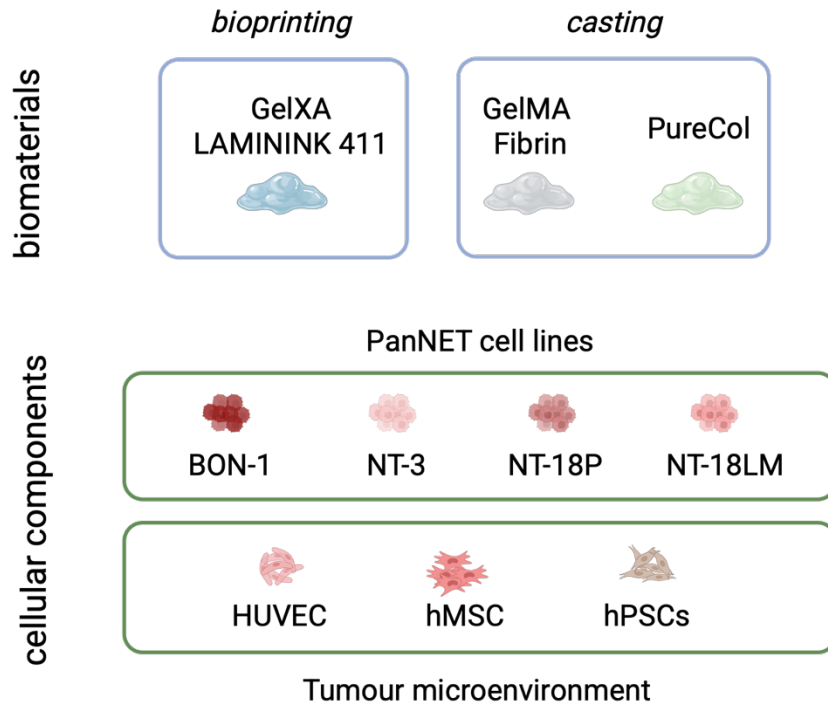 bioprinting
casting
biomaterials
GelXA
LAMININK 411
GelMA
Fibrin
PureCol
cellular components
PanNET cell lines
BON-1
NT-3
NT-18P
NT-18LM
HUVEC
hMSC
hPSCs
Tumour microenvironment